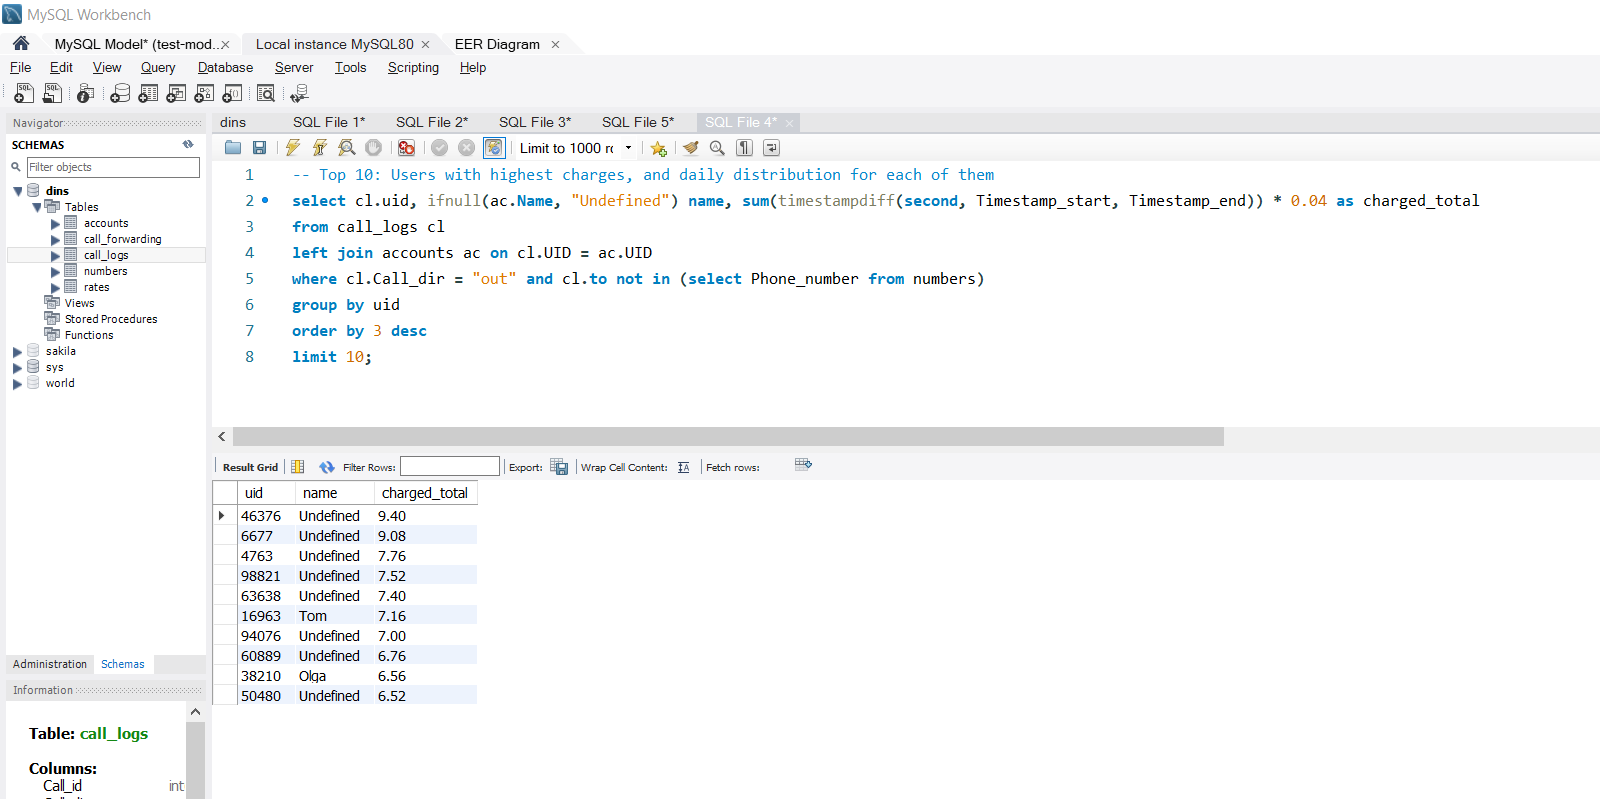 MySQL Workbench
MySQL Model* (test-mod.. × Local instance MySQL80 × EER Diagram ×
File Edit View Query Database Server Tools Scripting Help
Navigator
dins SQL File 1* SQL File 2* SQL File 3* SQL File 5* SQL File 4* ×
SCHEMAS
Limit to 1000 rc
Filter objects
dins
Tables
accounts
call_forwarding
call_logs
numbers
rates
Views
Stored Procedures
Functions
sakila
sys
world
1 -- Top 10: Users with highest charges, and daily distribution for each of them
2 select cl.uid, ifnull(ac.Name, "Undefined") name, sum(timestampdiff(second, Timestamp_start, Timestamp_end)) * 0.04 as charged_total
3 from call_logs cl
4 left join accounts ac on cl.UID = ac.UID
5 where cl.Call_dir = "out" and cl.to not in (select Phone_number from numbers)
6 group by uid
7 order by 3 desc
8 limit 10;
Result Grid Filter Rows: Export: Wrap Cell Content: Fetch rows:
uid name charged_total
46376 Undefined 9.40
6677 Undefined 9.08
4763 Undefined 7.76
98821 Undefined 7.52
63638 Undefined 7.40
16963 Tom 7.16
94076 Undefined 7.00
60889 Undefined 6.76
38210 Olga 6.56
50480 Undefined 6.52
Administration Schemas
Information
Table: call_logs
Columns:
Call_id int